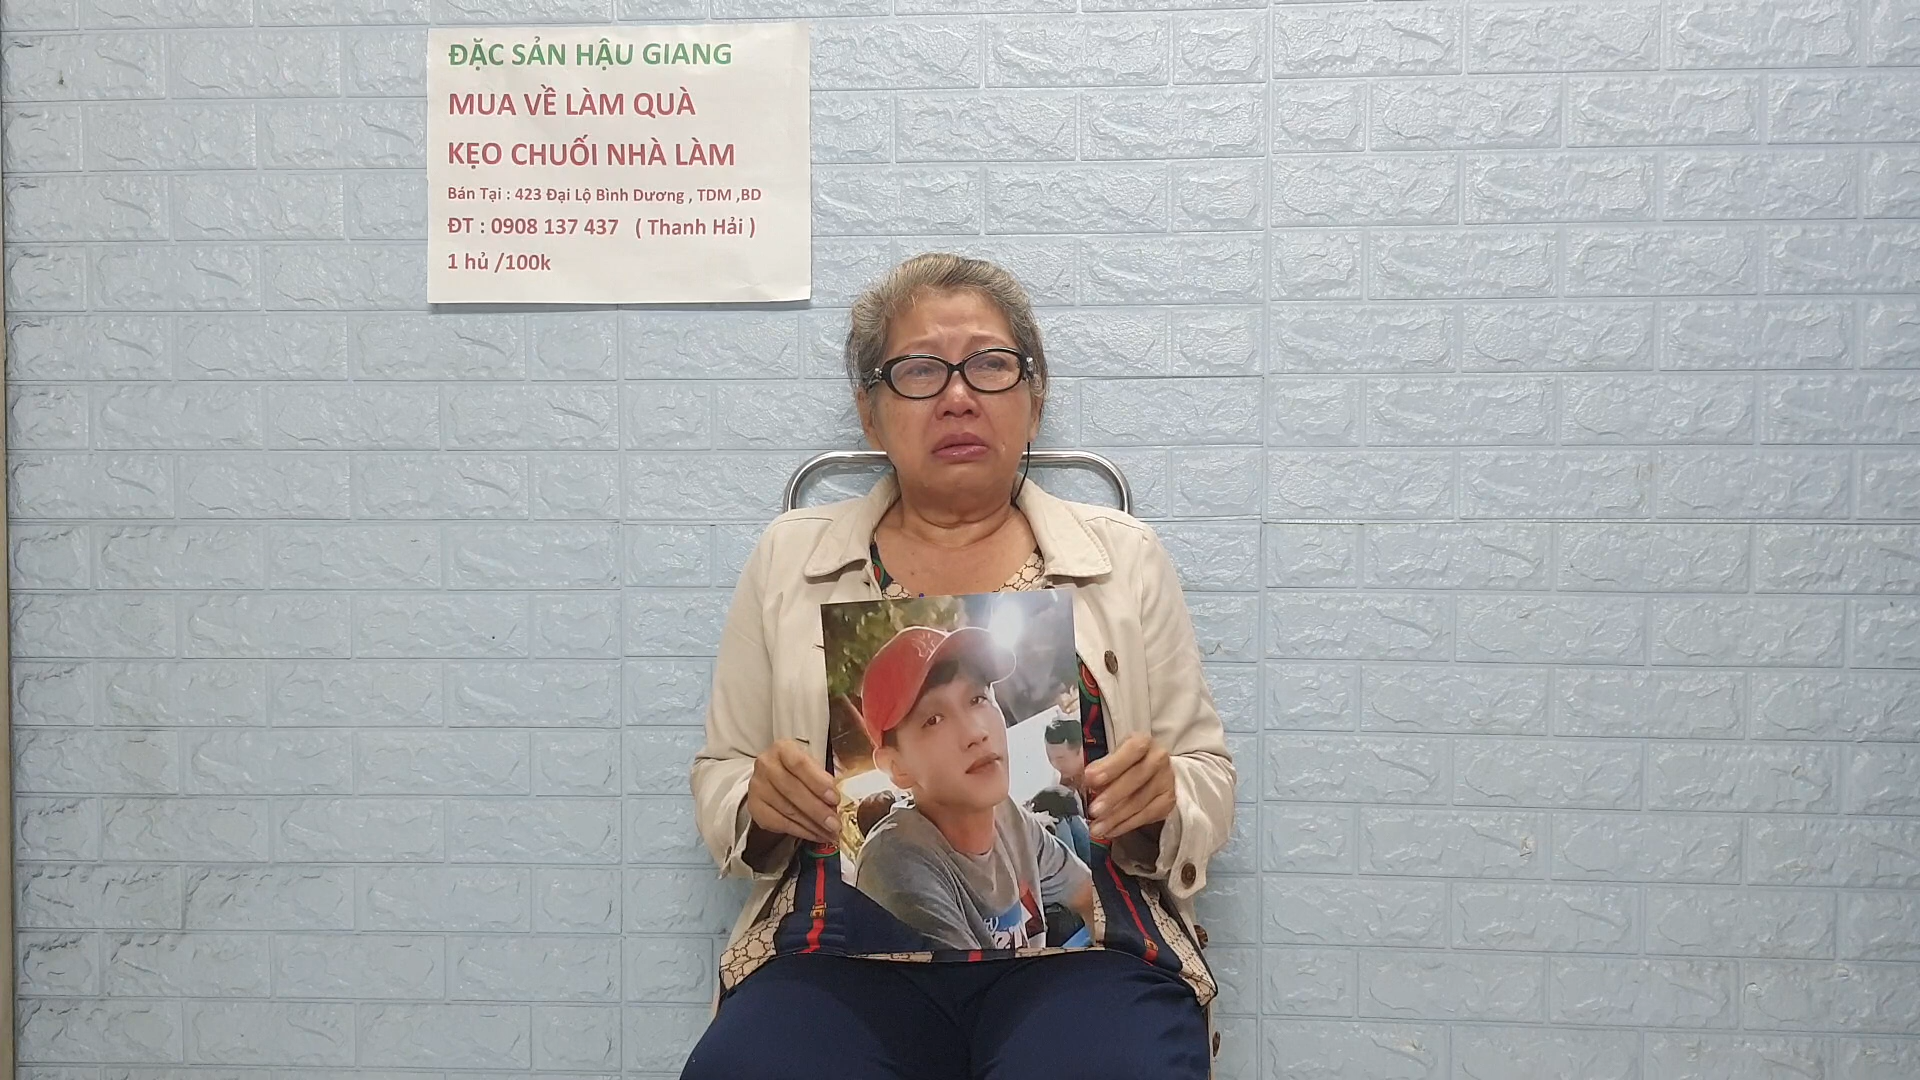 ĐẶC SẢN HẬU GIANG
MUA VỀ LÀM QUÀ
KẸO CHUỐI NHÀ LÀM
Bán Tại : 423 Đại Lộ Bình Dương , TDM ,BD
ĐT : 0908 137 437 ( Thanh Hải )
1 hủ /100k